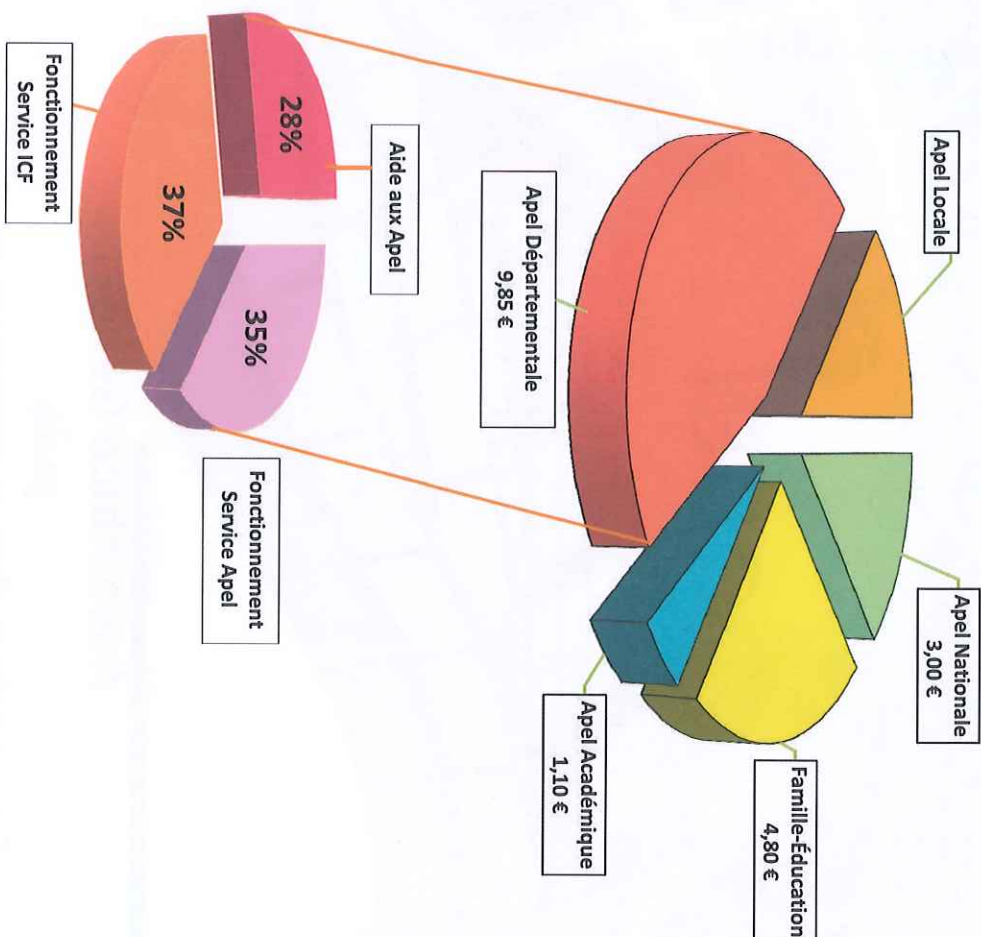 Apel Locale
Apel Nationale
3,00 €
Famille-Éducation
4,80 €
Apel Académique
1,10 €
Apel Départementale
9,85 €
Aide aux Apel
28%
35%
37%
Fonctionnement
Service Apel
Fonctionnement
Service ICF